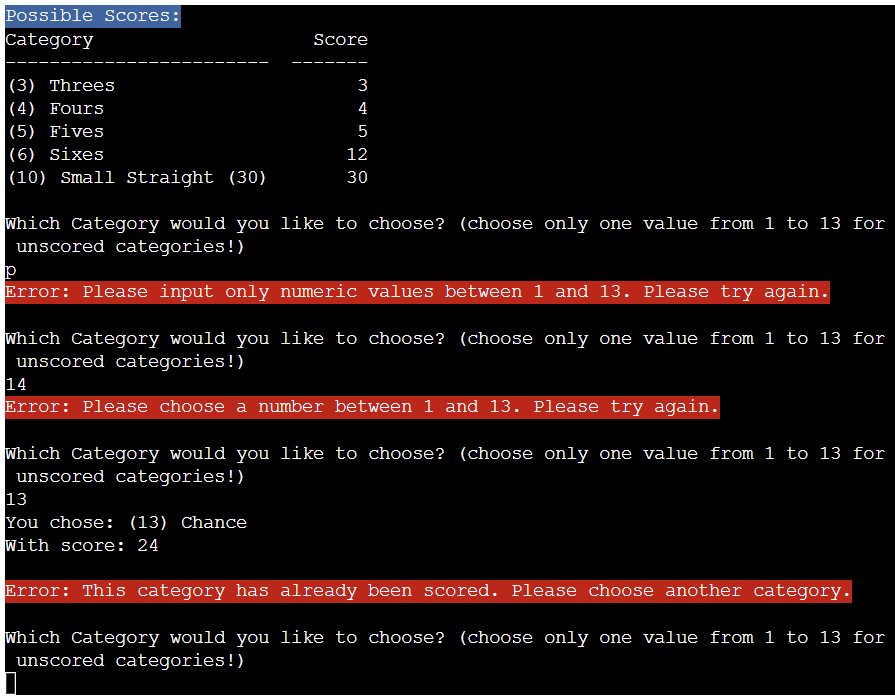 Possible Scores:
Category                    Score
------------------------  -------
(3) Threes                      3
(4) Fours                       4
(5) Fives                       5
(6) Sixes                      12
(10) Small Straight (30)       30
Which Category would you like to choose? (choose only one value from 1 to 13 for
 unscored categories!)
p
Error: Please input only numeric values between 1 and 13. Please try again.
Which Category would you like to choose? (choose only one value from 1 to 13 for
 unscored categories!)
14
Error: Please choose a number between 1 and 13. Please try again.
Which Category would you like to choose? (choose only one value from 1 to 13 for
 unscored categories!)
13
You chose: (13) Chance
With score: 24
Error: This category has already been scored. Please choose another category.
Which Category would you like to choose? (choose only one value from 1 to 13 for
 unscored categories!)